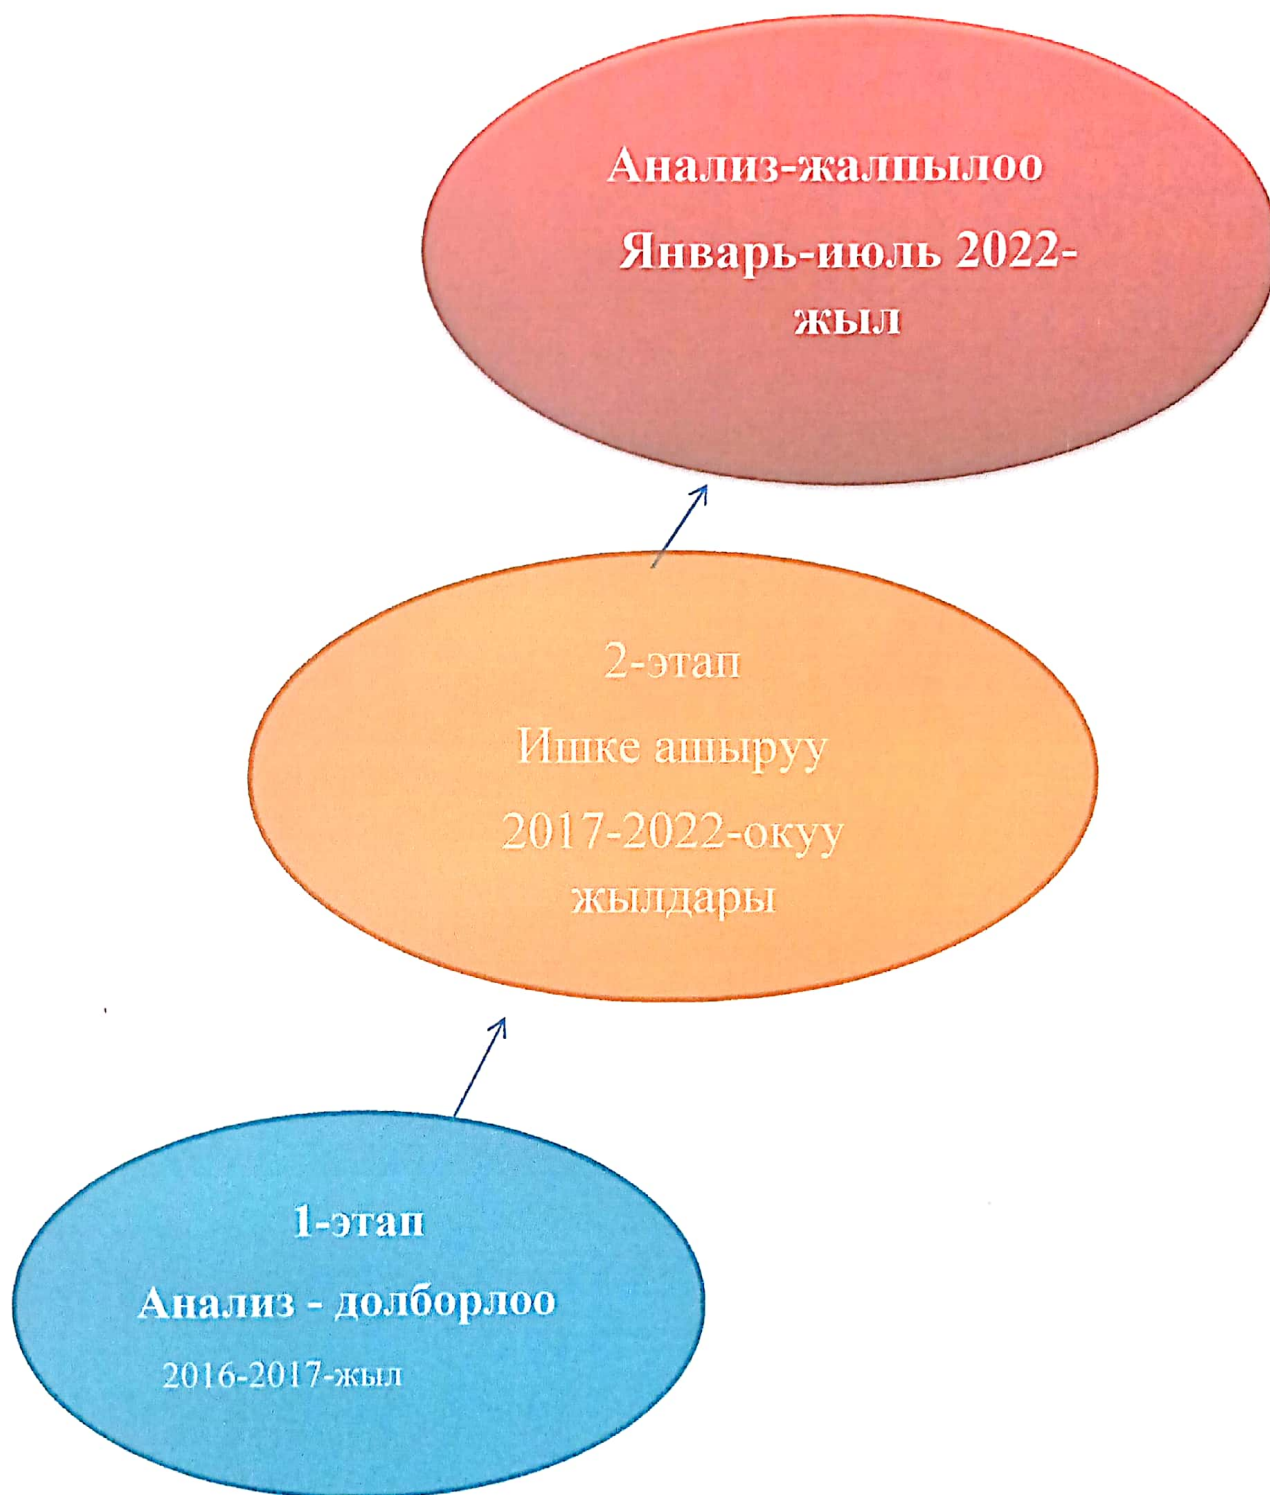 Анализ-жалпылоо
Январь-июль 2022-
жыл
2-этап
Ишке ашыруу
2017-2022-окуу
жылдары
1-этап
Анализ - долборлоо
2016-2017-жыл